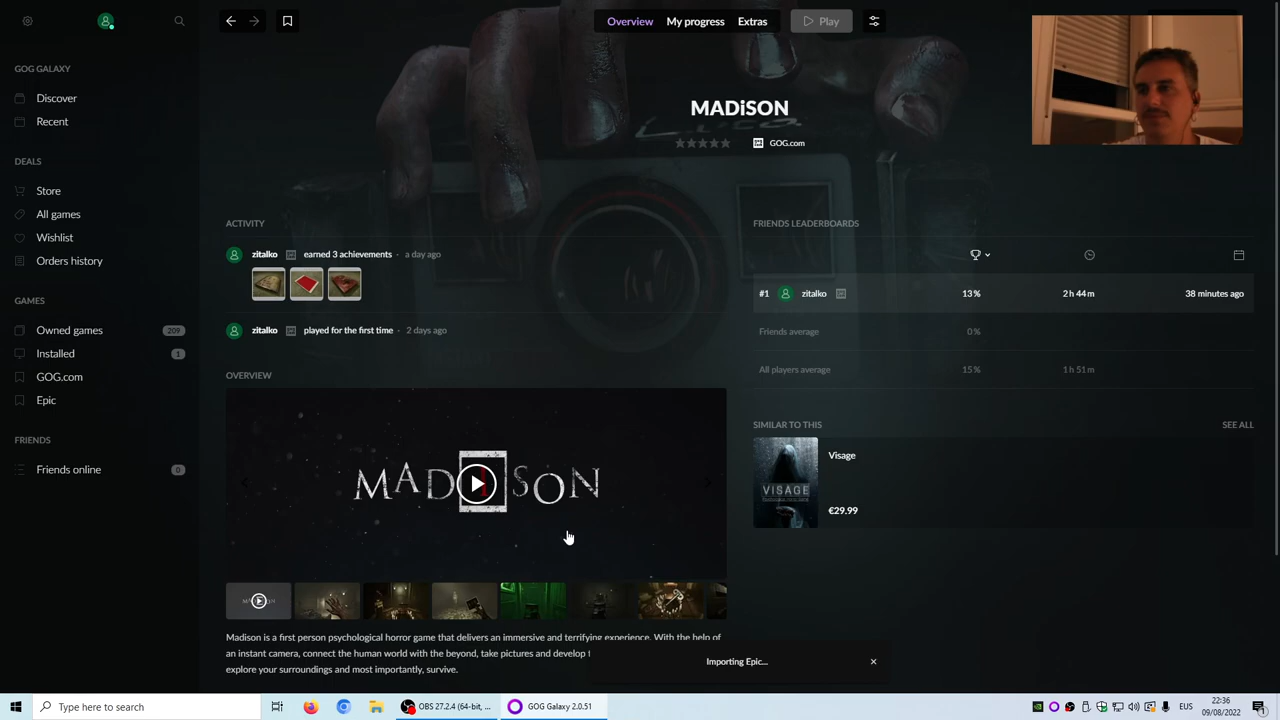 Overview My progress Extras Play
GOG GALAXY
Discover
Recent
DEALS
Store
All games
Wishlist
Orders history
GAMES
Owned games 209
Installed 1
GOG.com
Epic
FRIENDS
Friends online 0
MADiSON
GOG.com
ACTIVITY
zitalko earned 3 achievements · a day ago
zitalko played for the first time · 2 days ago
OVERVIEW
MADISON
Madison is a first person psychological horror game that delivers an immersive and terrifying experience. With the help of
an instant camera, connect the human world with the beyond, take pictures and develop
explore your surroundings and most importantly, survive.
FRIENDS LEADERBOARDS
#1 zitalko 13% 2 h 44 m 38 minutes ago
Friends average 0%
All players average 15% 1 h 51 m
SIMILAR TO THIS SEE ALL
VISAGE
Visage
€29.99
Importing Epic...
Type here to search
OBS 27.2.4 (64-bit, ...
GOG Galaxy 2.0.51
EUS
22:36
09/08/2022
1